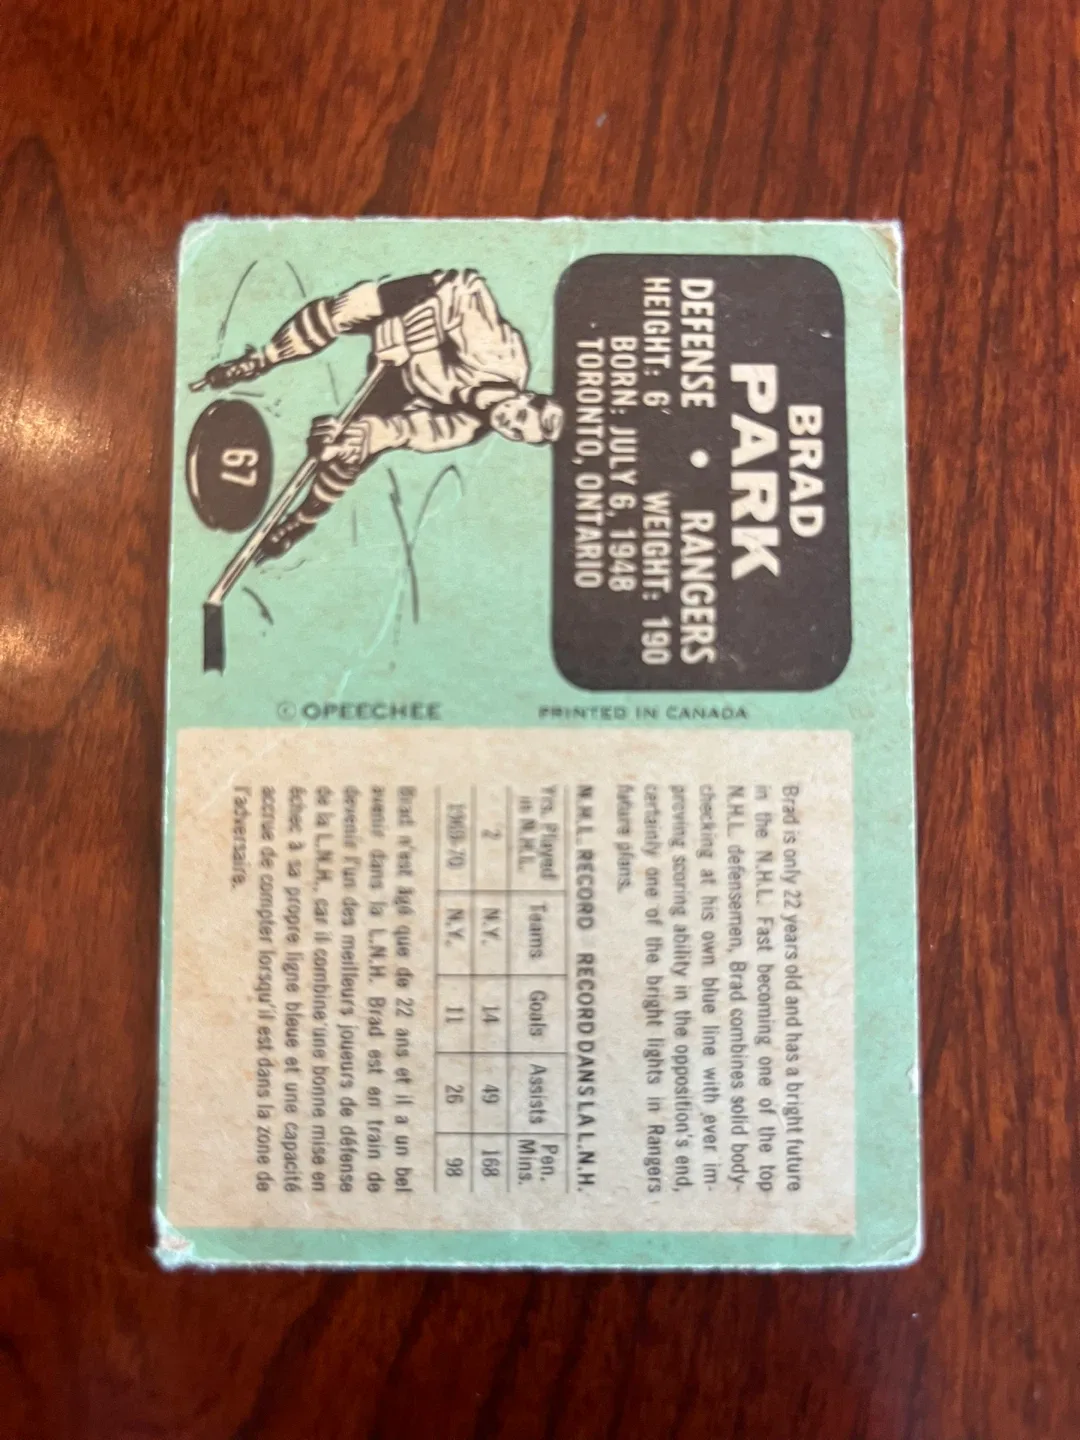 BRAD
PARK
DEFENSE • RANGERS
HEIGHT: 6' WEIGHT: 190
BORN: JULY 6, 1948
TORONTO, ONTARIO
67
© OPEECHEE
PRINTED IN CANADA
Brad is only 22 years old and has a bright future
in the N.H.L. Fast becoming one of the top
N.H.L. defensemen, Brad combines solid body-
checking at his own blue line with ever im-
proving scoring ability in the opposition's end,
certainly one of the bright lights in Rangers
future plans.
N.H.L. RECORD RECORD DANS LA L.N.H.
Yrs. Played in N.H.L. Teams Goals Assists Pen. Mins.
2 N.Y. 14 49 168
1969-70 N.Y. 11 26 98
Brad n'est âgé que de 22 ans et il a un bel
avenir dans la L.N.H. Brad est en train de
devenir l'un des meilleurs joueurs de défense
de la L.N.H., car il combine une bonne mise en
échec à sa propre ligne bleue et une capacité
accrue de compter lorsqu'il est dans la zone de
l'adversaire.